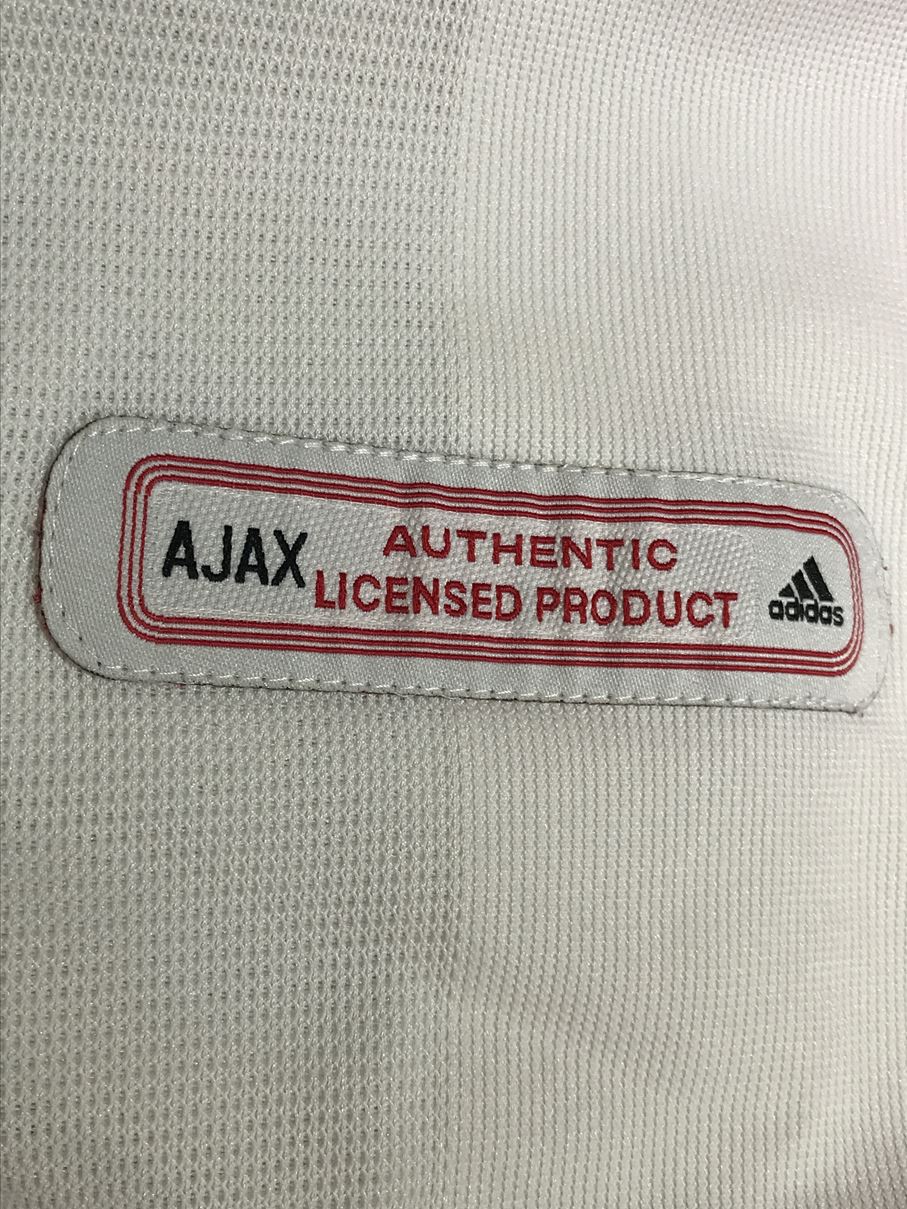 AJAX
AUTHENTIC
LICENSED PRODUCT
adidas